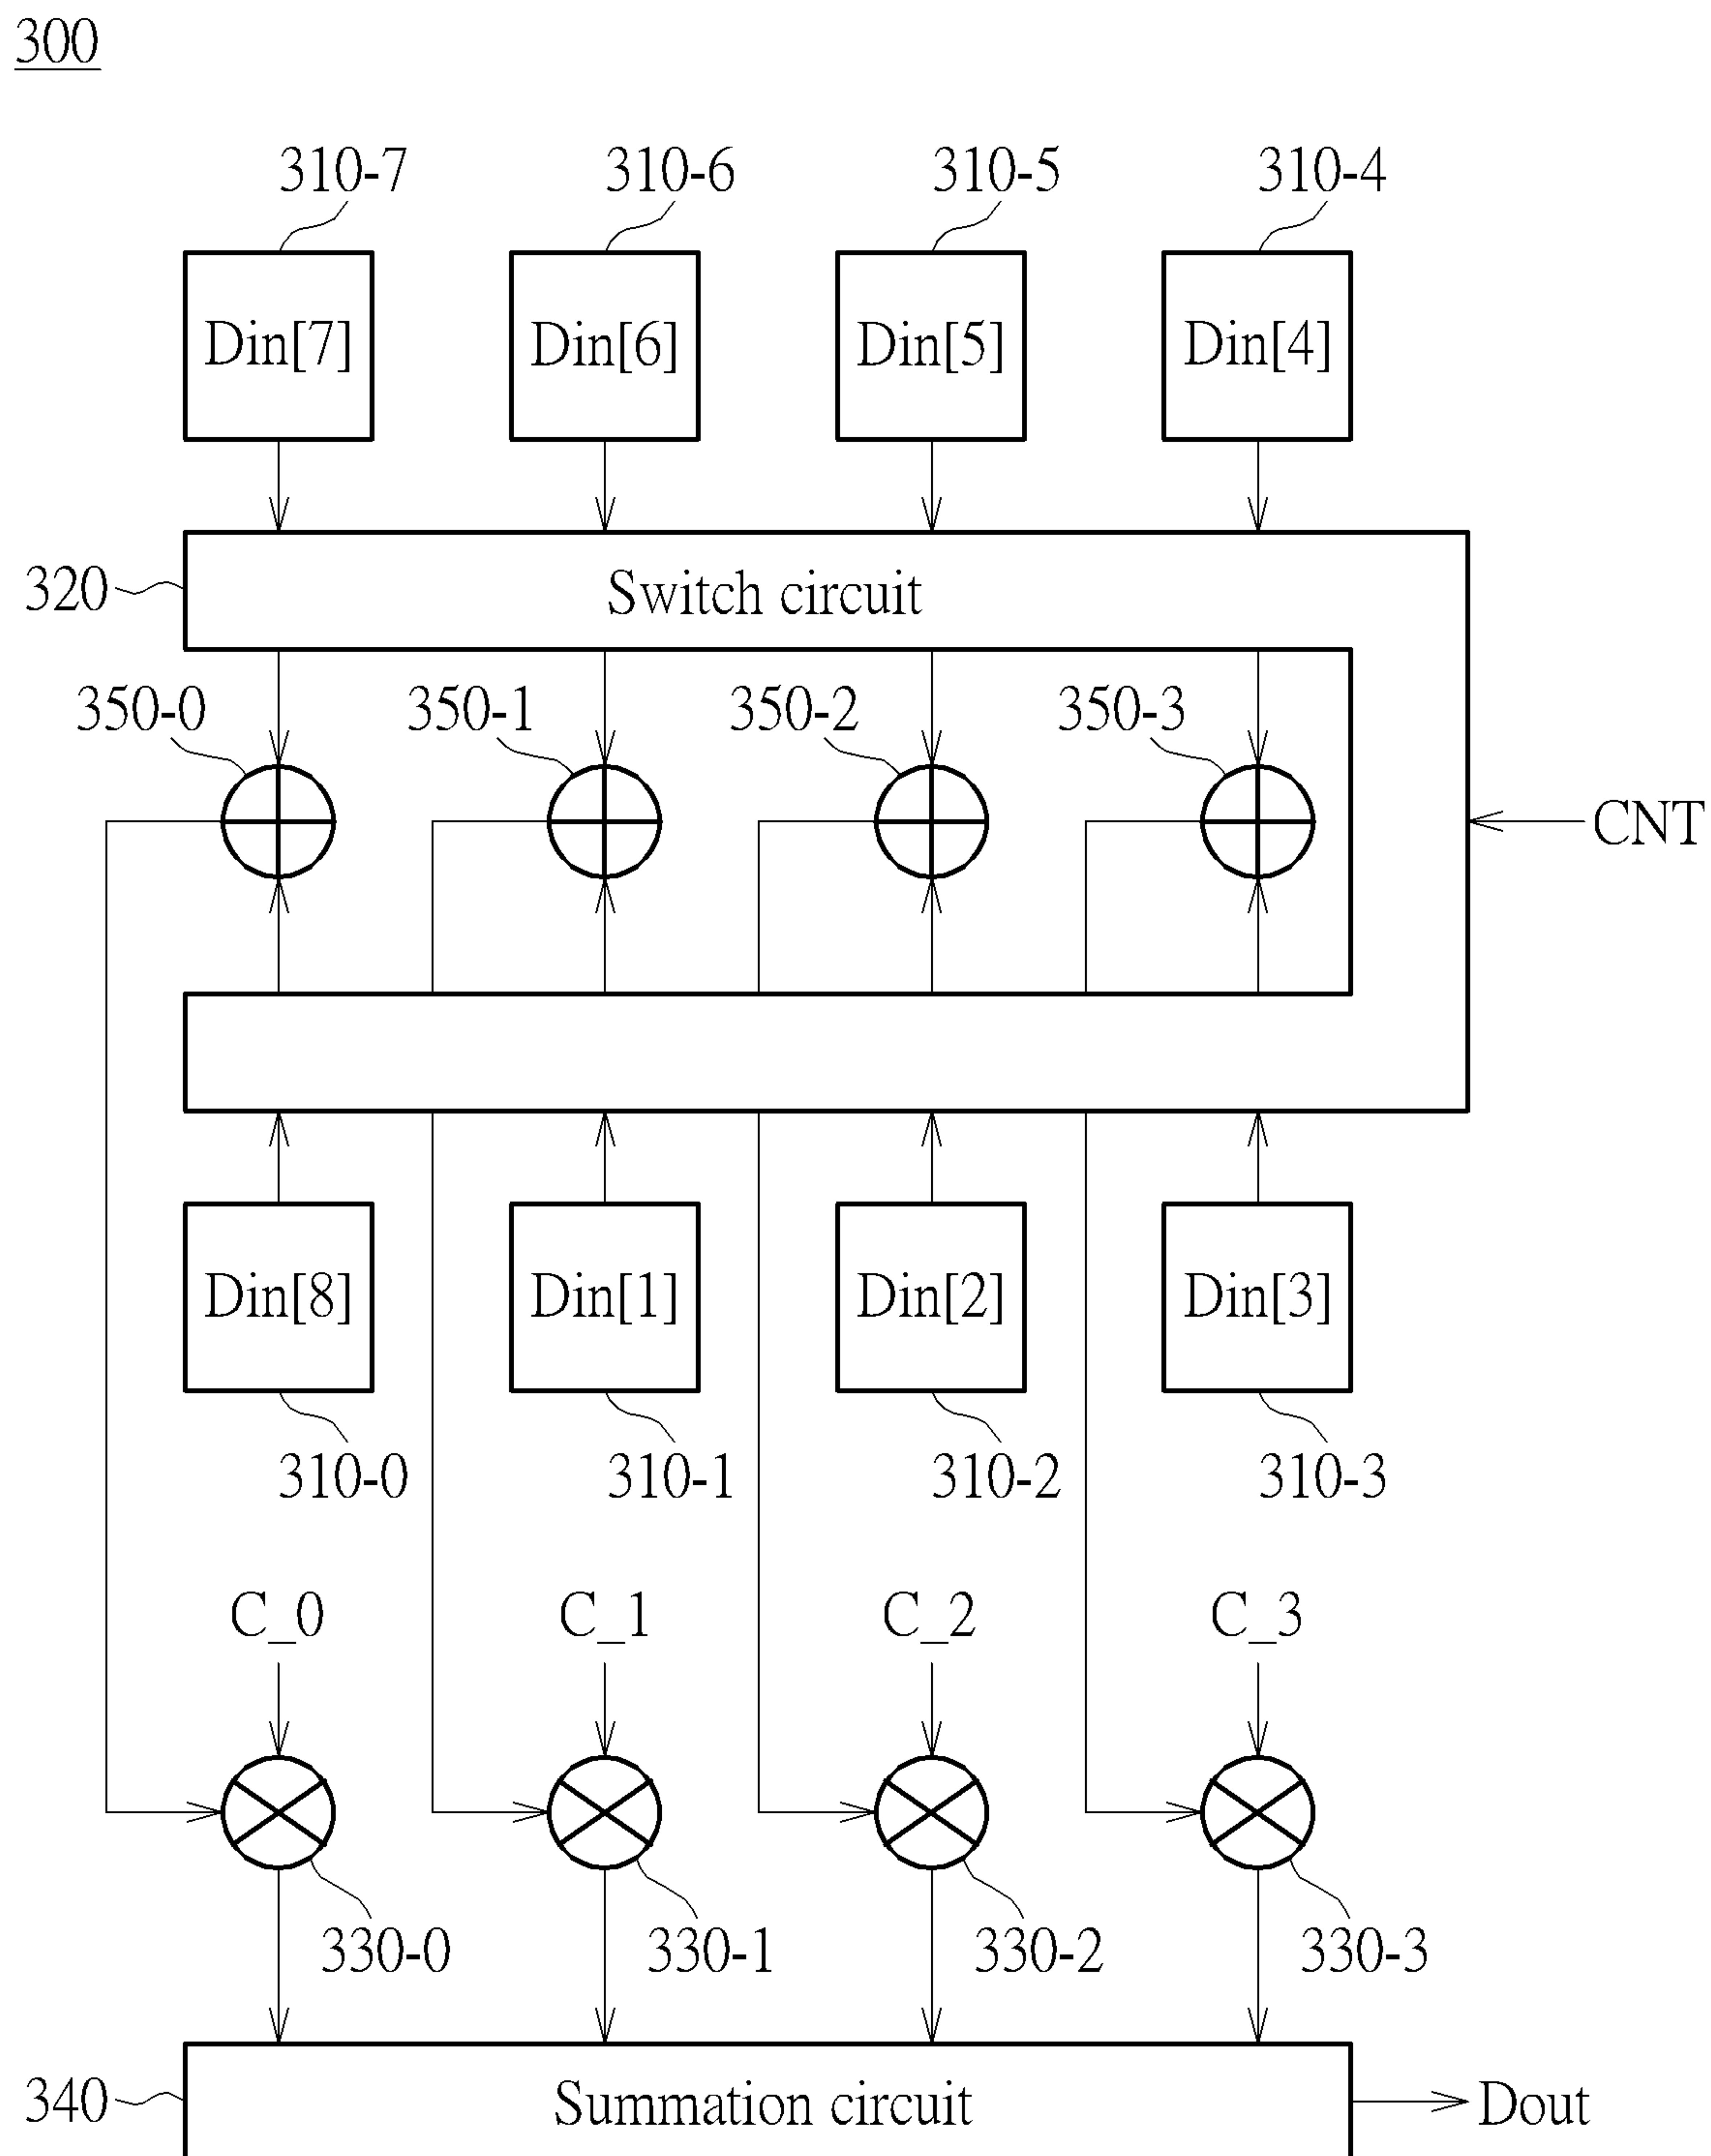 300
310-7 310-6 310-5 310-4
Din[7] Din[6] Din[5] Din[4]
320 Switch circuit
350-0 350-1 350-2 350-3
CNT
Din[8] Din[1] Din[2] Din[3]
310-0 310-1 310-2 310-3
C_0 C_1 C_2 C_3
330-0 330-1 330-2 330-3
340 Summation circuit Dout